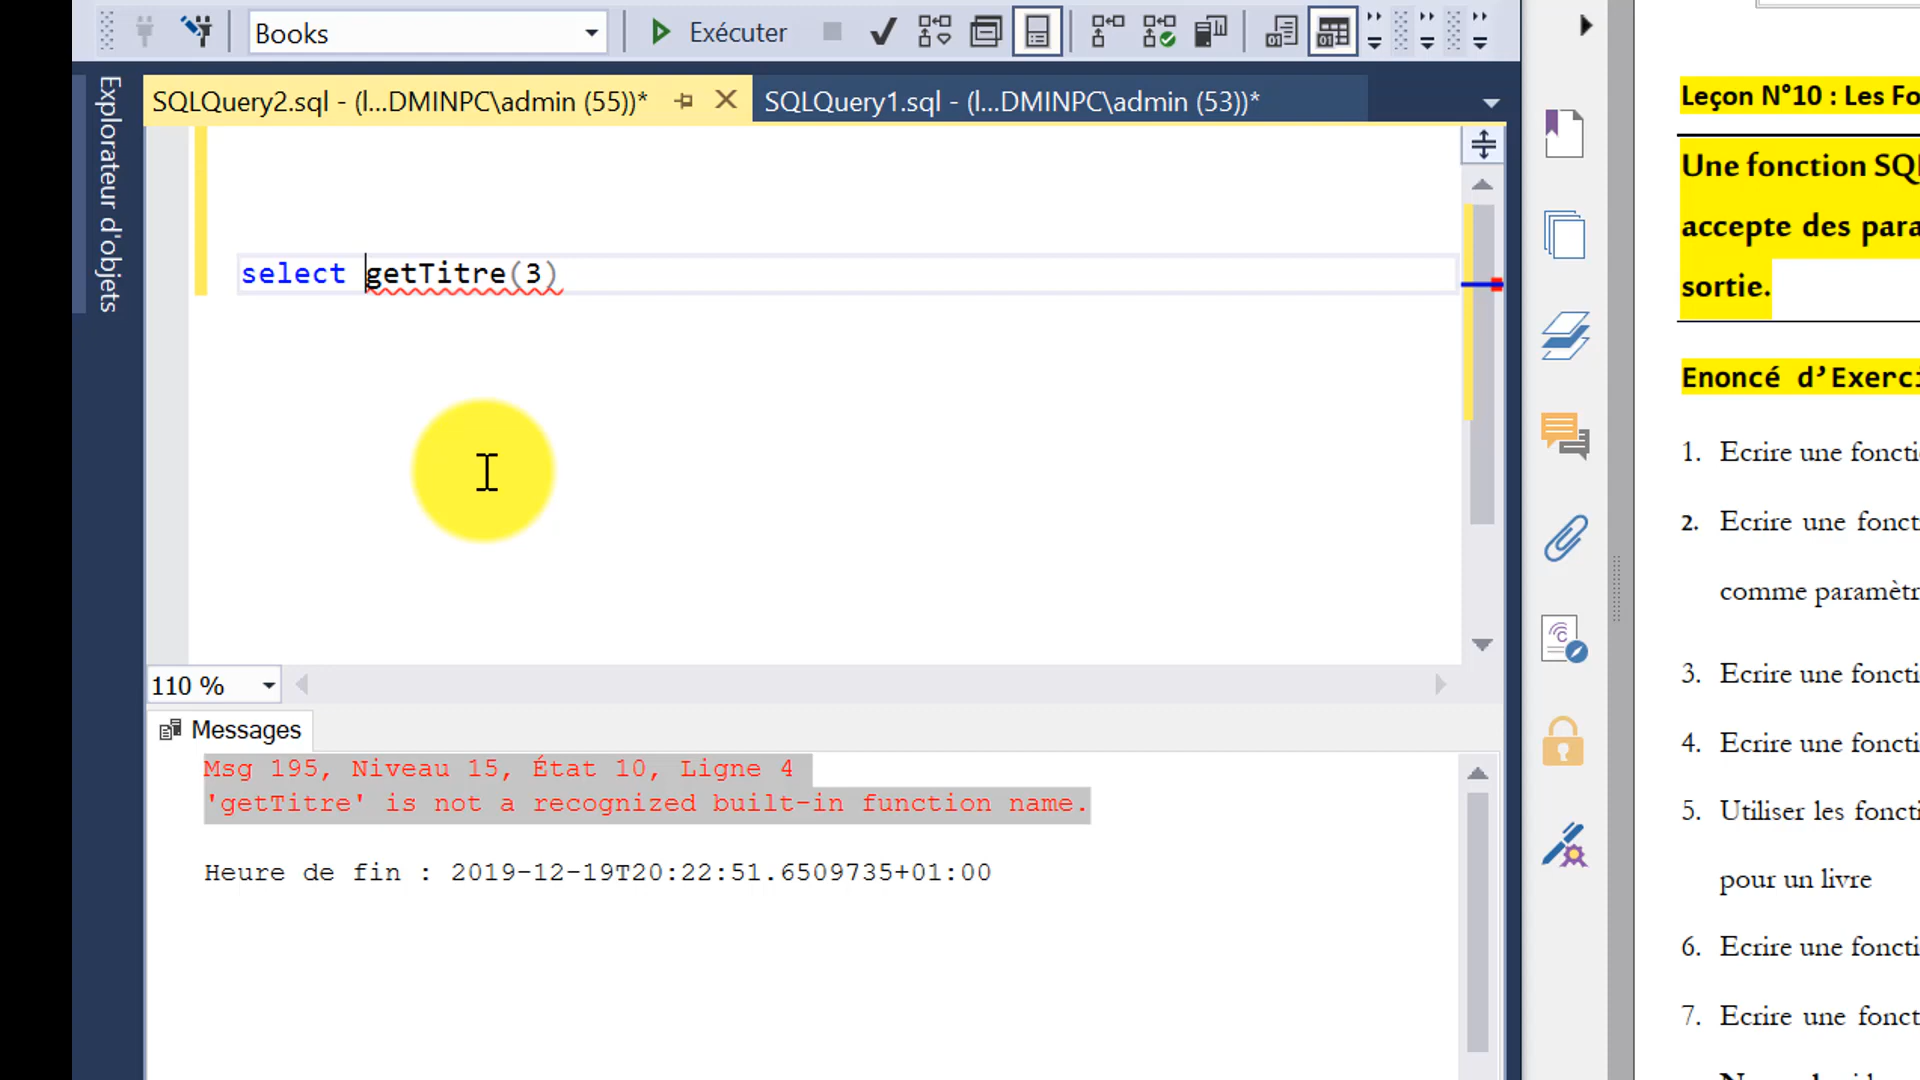 Books
Exécuter
Explorateur d'objets
SQLQuery2.sql - (l...DMINPC\admin (55))*
SQLQuery1.sql - (l...DMINPC\admin (53))*
select getTitre(3)
110 %
Messages
Msg 195, Niveau 15, État 10, Ligne 4
'getTitre' is not a recognized built-in function name.
Heure de fin : 2019-12-19T20:22:51.6509735+01:00
Leçon N°10 : Les Fo
Une fonction SQL
accepte des para
sortie.
Enoncé d’Exerci
1. Ecrire une foncti
2. Ecrire une fonct
comme paramètr
3. Ecrire une foncti
4. Ecrire une foncti
5. Utiliser les foncti
pour un livre
6. Ecrire une foncti
7. Ecrire une fonct